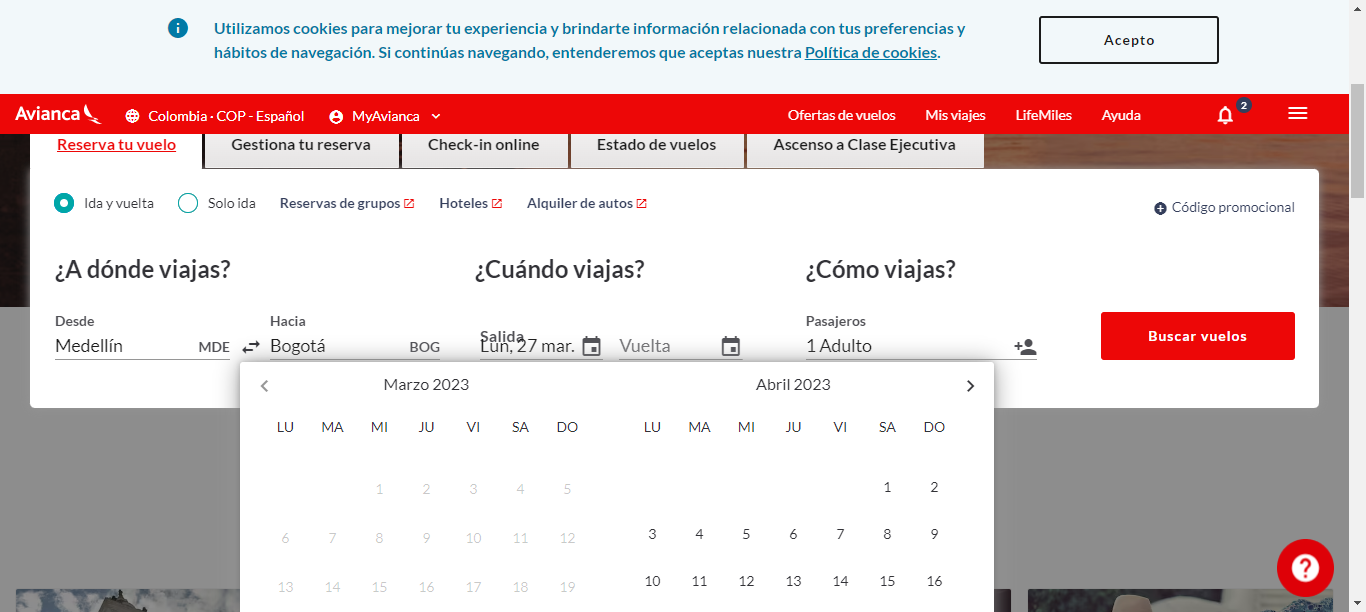 Utilizamos cookies para mejorar tu experiencia y brindarte información relacionada con tus preferencias y
hábitos de navegación. Si continúas navegando, entenderemos que aceptas nuestra Política de cookies.
Acepto
Avianca
Colombia · COP - Español
MyAvianca
Ofertas de vuelos
Mis viajes
LifeMiles
Ayuda
2
Reserva tu vuelo
Gestiona tu reserva
Check-in online
Estado de vuelos
Ascenso a Clase Ejecutiva
Ida y vuelta
Solo ida
Reservas de grupos
Hoteles
Alquiler de autos
Código promocional
¿A dónde viajas?
¿Cuándo viajas?
¿Cómo viajas?
Desde
Hacia
Salida
Pasajeros
Medellín MDE
Bogotá BOG
Lun, 27 mar.
Vuelta
1 Adulto
Buscar vuelos
Marzo 2023
LU MA MI JU VI SA DO
1 2 3 4 5
6 7 8 9 10 11 12
13 14 15 16 17 18 19
Abril 2023
LU MA MI JU VI SA DO
1 2
3 4 5 6 7 8 9
10 11 12 13 14 15 16
?